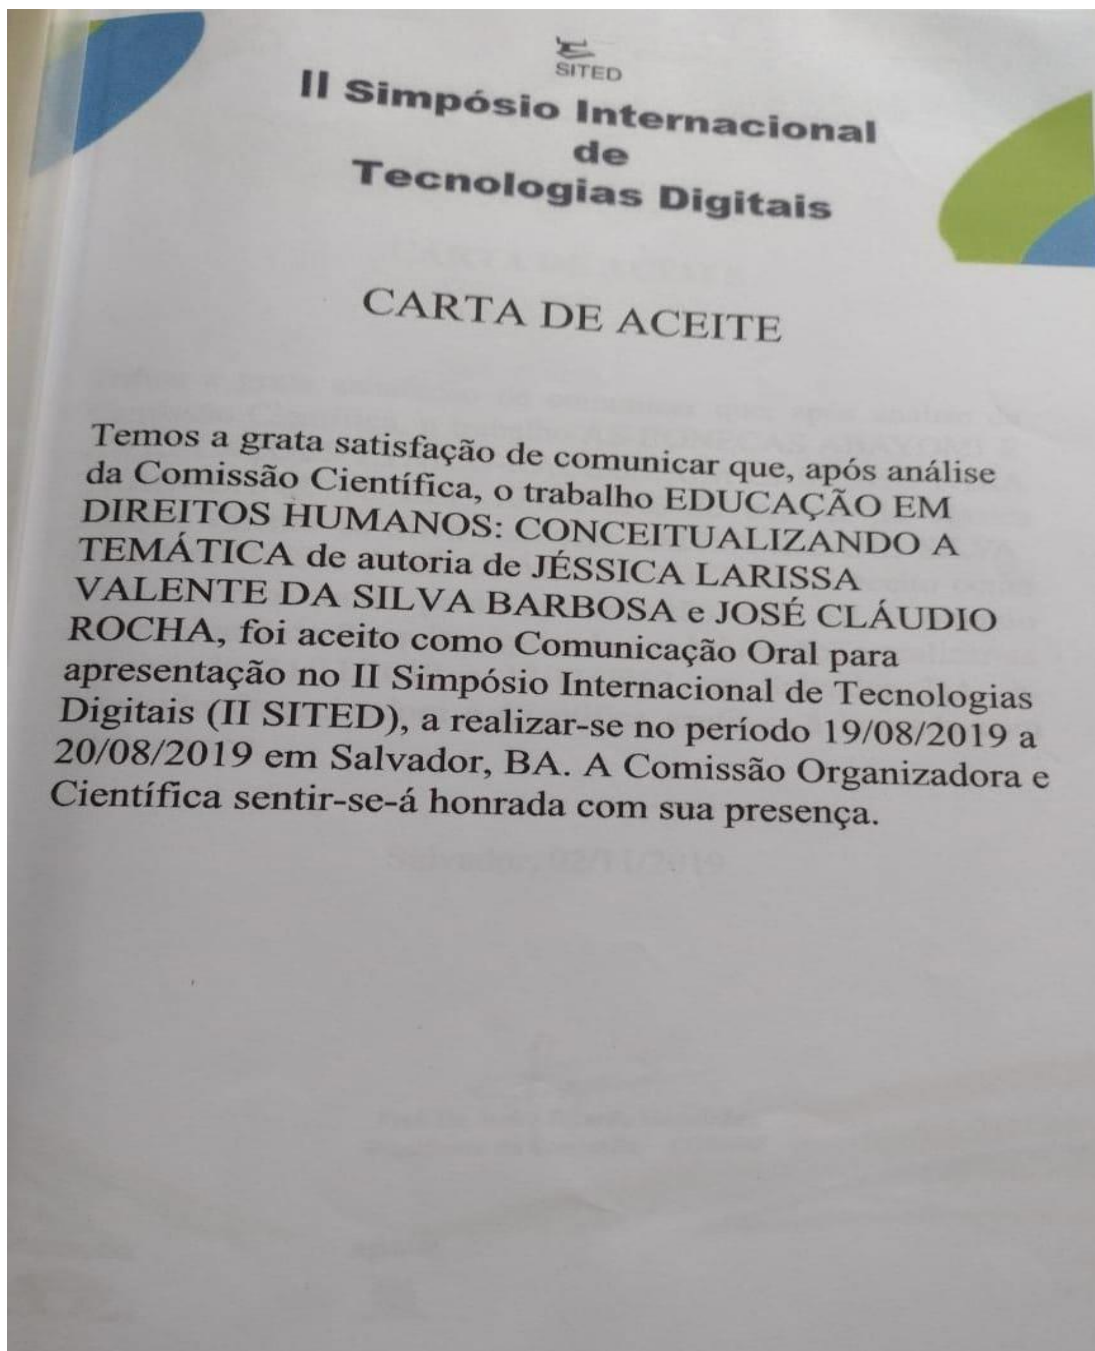 SITED
II Simpósio Internacional
de
Tecnologias Digitais
CARTA DE ACEITE
Temos a grata satisfação de comunicar que, após análise
da Comissão Científica, o trabalho EDUCAÇÃO EM
DIREITOS HUMANOS: CONCEITUALIZANDO A
TEMÁTICA de autoria de JÉSSICA LARISSA
VALENTE DA SILVA BARBOSA e JOSÉ CLÁUDIO
ROCHA, foi aceito como Comunicação Oral para
apresentação no II Simpósio Internacional de Tecnologias
Digitais (II SITED), a realizar-se no período 19/08/2019 a
20/08/2019 em Salvador, BA. A Comissão Organizadora e
Científica sentir-se-á honrada com sua presença.